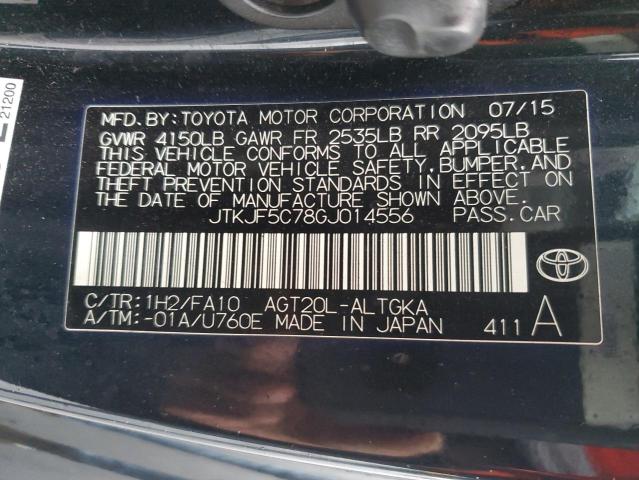 MFD. BY: TOYOTA MOTOR CORPORATION 07/15
GVWR 4150LB GAWR FR 2535LB RR 2095LB
THIS VEHICLE CONFORMS TO ALL APPLICABLE
FEDERAL MOTOR VEHICLE SAFETY, BUMPER, AND
THEFT PREVENTION STANDARDS IN EFFECT ON
THE DATE OF MANUFACTURE SHOWN ABOVE.
JTKJF5C78GJ014556 PASS. CAR
C/TR: 1H2/FA10 AGT20L-ALTGKA
A/TM: -01A/U760E MADE IN JAPAN 411 A
21200